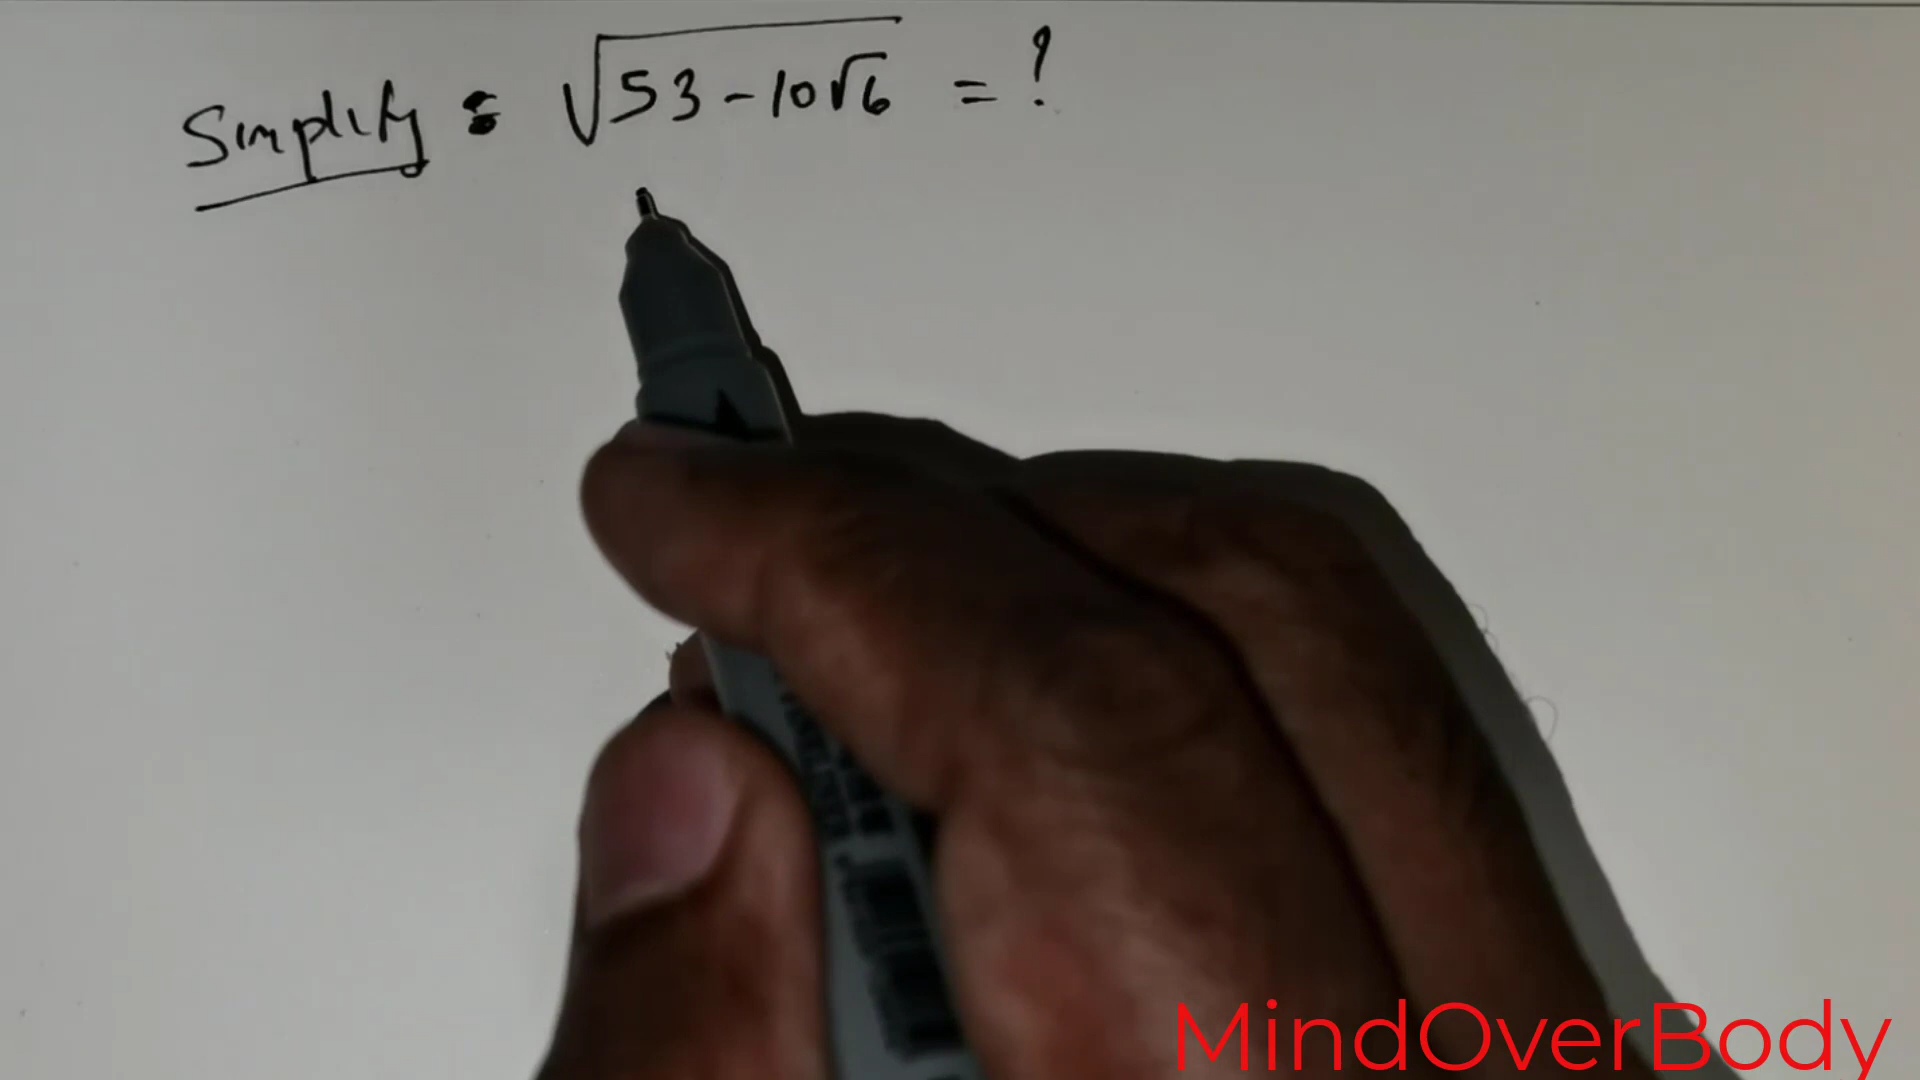 Simplify : √53-10√6 = ?
MindOverBody